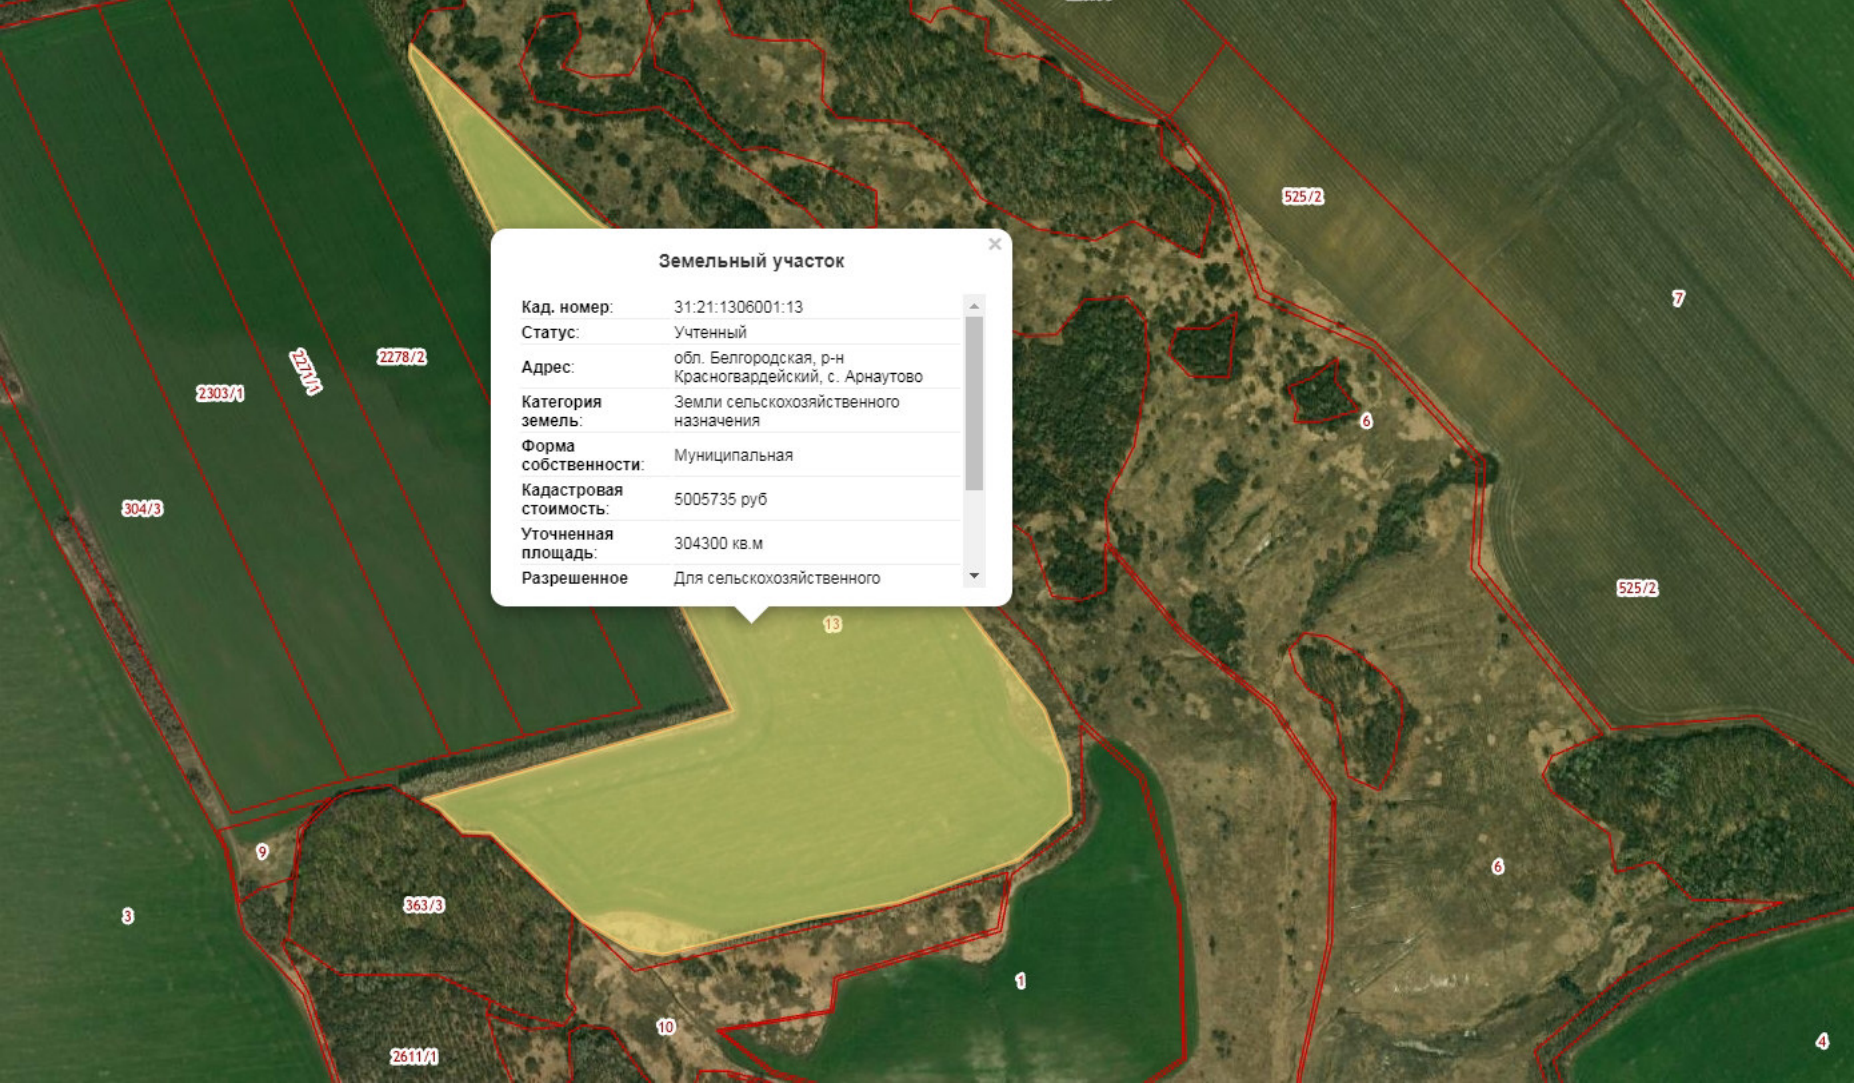 525/2
7
Земельный участок
Кад. номер: 31:21:1306001:13
Статус: Учтенный
Адрес: обл. Белгородская, р-н
Красногвардейский, с. Арнаутово
Категория
земель: Земли сельскохозяйственного
назначения
Форма
собственности: Муниципальная
Кадастровая
стоимость: 5005735 руб
Уточненная
площадь: 304300 кв.м
Разрешенное Для сельскохозяйственного
2278/2
2271/1
2303/1
6
304/3
525/2
13
9
6
363/3
3
1
10
4
2611/1